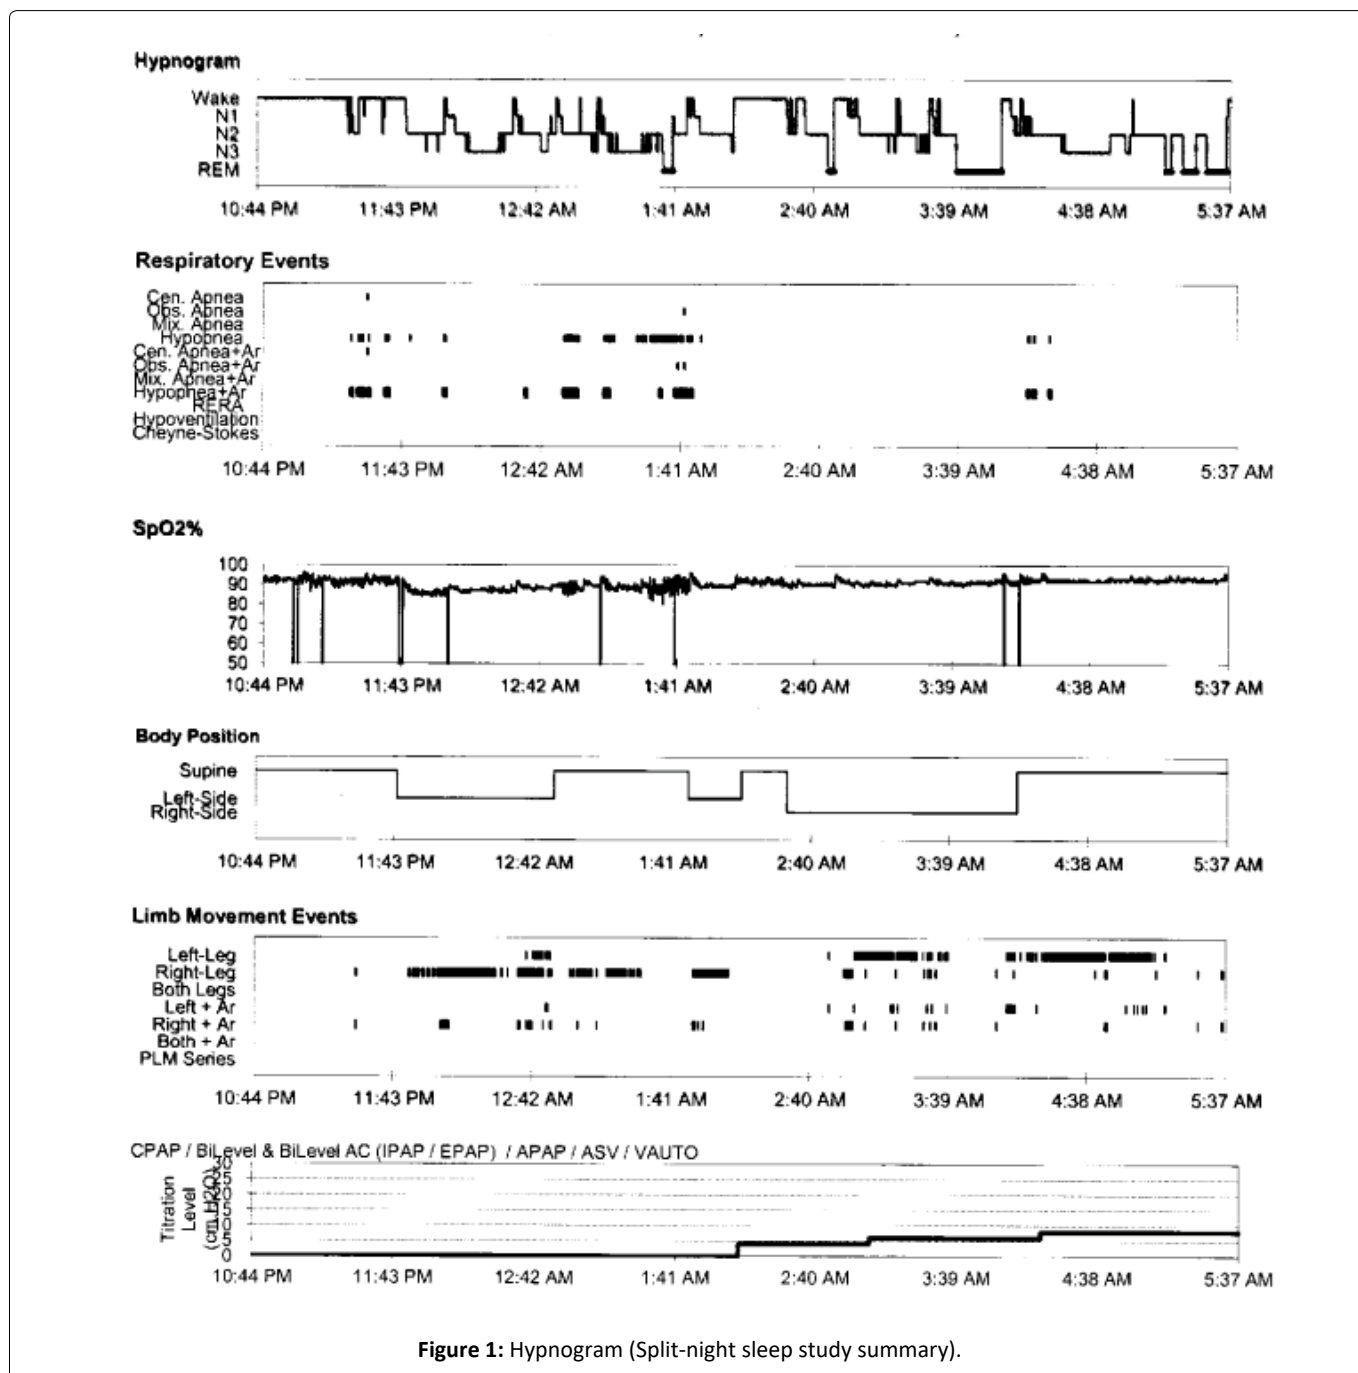 Hypnogram
Wake
N1
N2
N3
REM
10:44 PM 11:43 PM 12:42 AM 1:41 AM 2:40 AM 3:39 AM 4:38 AM 5:37 AM
Respiratory Events
Cen. Apnea
Obs. Apnea
Mix. Apnea
Hypopnea
Cen. Apnea+Ar
Obs. Apnea+Ar
Mix. Apnea+Ar
Hypopnea+Ar
RERA
Hypoventilation
Cheyne-Stokes
10:44 PM 11:43 PM 12:42 AM 1:41 AM 2:40 AM 3:39 AM 4:38 AM 5:37 AM
SpO2%
100
90
80
70
60
50
10:44 PM 11:43 PM 12:42 AM 1:41 AM 2:40 AM 3:39 AM 4:38 AM 5:37 AM
Body Position
Supine
Left-Side
Right-Side
10:44 PM 11:43 PM 12:42 AM 1:41 AM 2:40 AM 3:39 AM 4:38 AM 5:37 AM
Limb Movement Events
Left-Leg
Right-Leg
Both Legs
Left + Ar
Right + Ar
Both + Ar
PLM Series
10:44 PM 11:43 PM 12:42 AM 1:41 AM 2:40 AM 3:39 AM 4:38 AM 5:37 AM
CPAP / BiLevel & BiLevel AC (IPAP / EPAP) / APAP / ASV / VAUTO
Titration
Level
(cm H2O)
30
25
20
15
10
5
0
10:44 PM 11:43 PM 12:42 AM 1:41 AM 2:40 AM 3:39 AM 4:38 AM 5:37 AM
Figure 1: Hypnogram (Split-night sleep study summary).